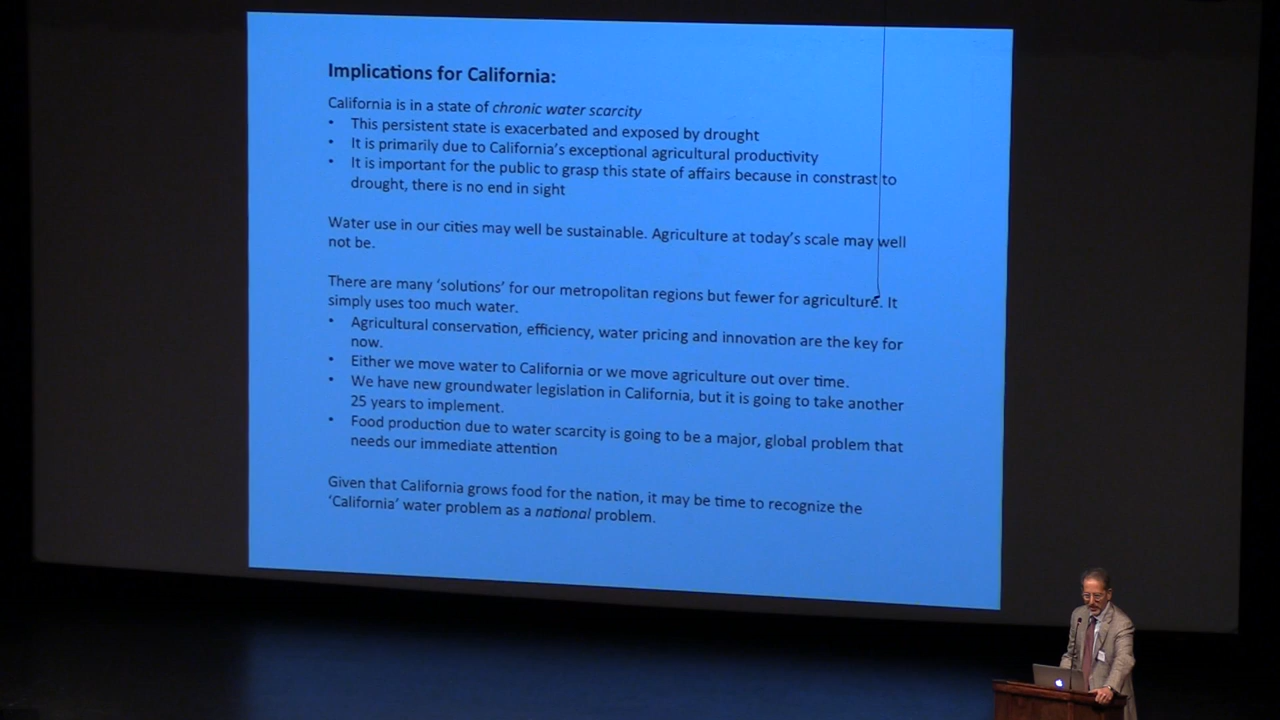 Implications for California:
California is in a state of chronic water scarcity
• This persistent state is exacerbated and exposed by drought
• It is primarily due to California's exceptional agricultural productivity
• It is important for the public to grasp this state of affairs because in constrast to
drought, there is no end in sight
Water use in our cities may well be sustainable. Agriculture at today's scale may well
not be.
There are many 'solutions' for our metropolitan regions but fewer for agriculture. It
simply uses too much water.
• Agricultural conservation, efficiency, water pricing and innovation are the key for
now.
• Either we move water to California or we move agriculture out over time.
• We have new groundwater legislation in California, but it is going to take another
25 years to implement.
• Food production due to water scarcity is going to be a major, global problem that
needs our immediate attention
Given that California grows food for the nation, it may be time to recognize the
'California' water problem as a national problem.